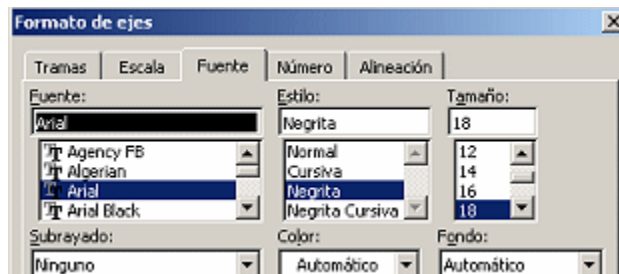 Formato de ejes
Tramas Escala Fuente Número Alineación
Fuente: Estilo: Tamaño:
Arial Negrita 18
Agency FB Normal 12
Algerian Cursiva 14
Arial Negrita 16
Arial Black Negrita Cursiva 18
Subrayado: Color: Fondo:
Ninguno Automático Automático